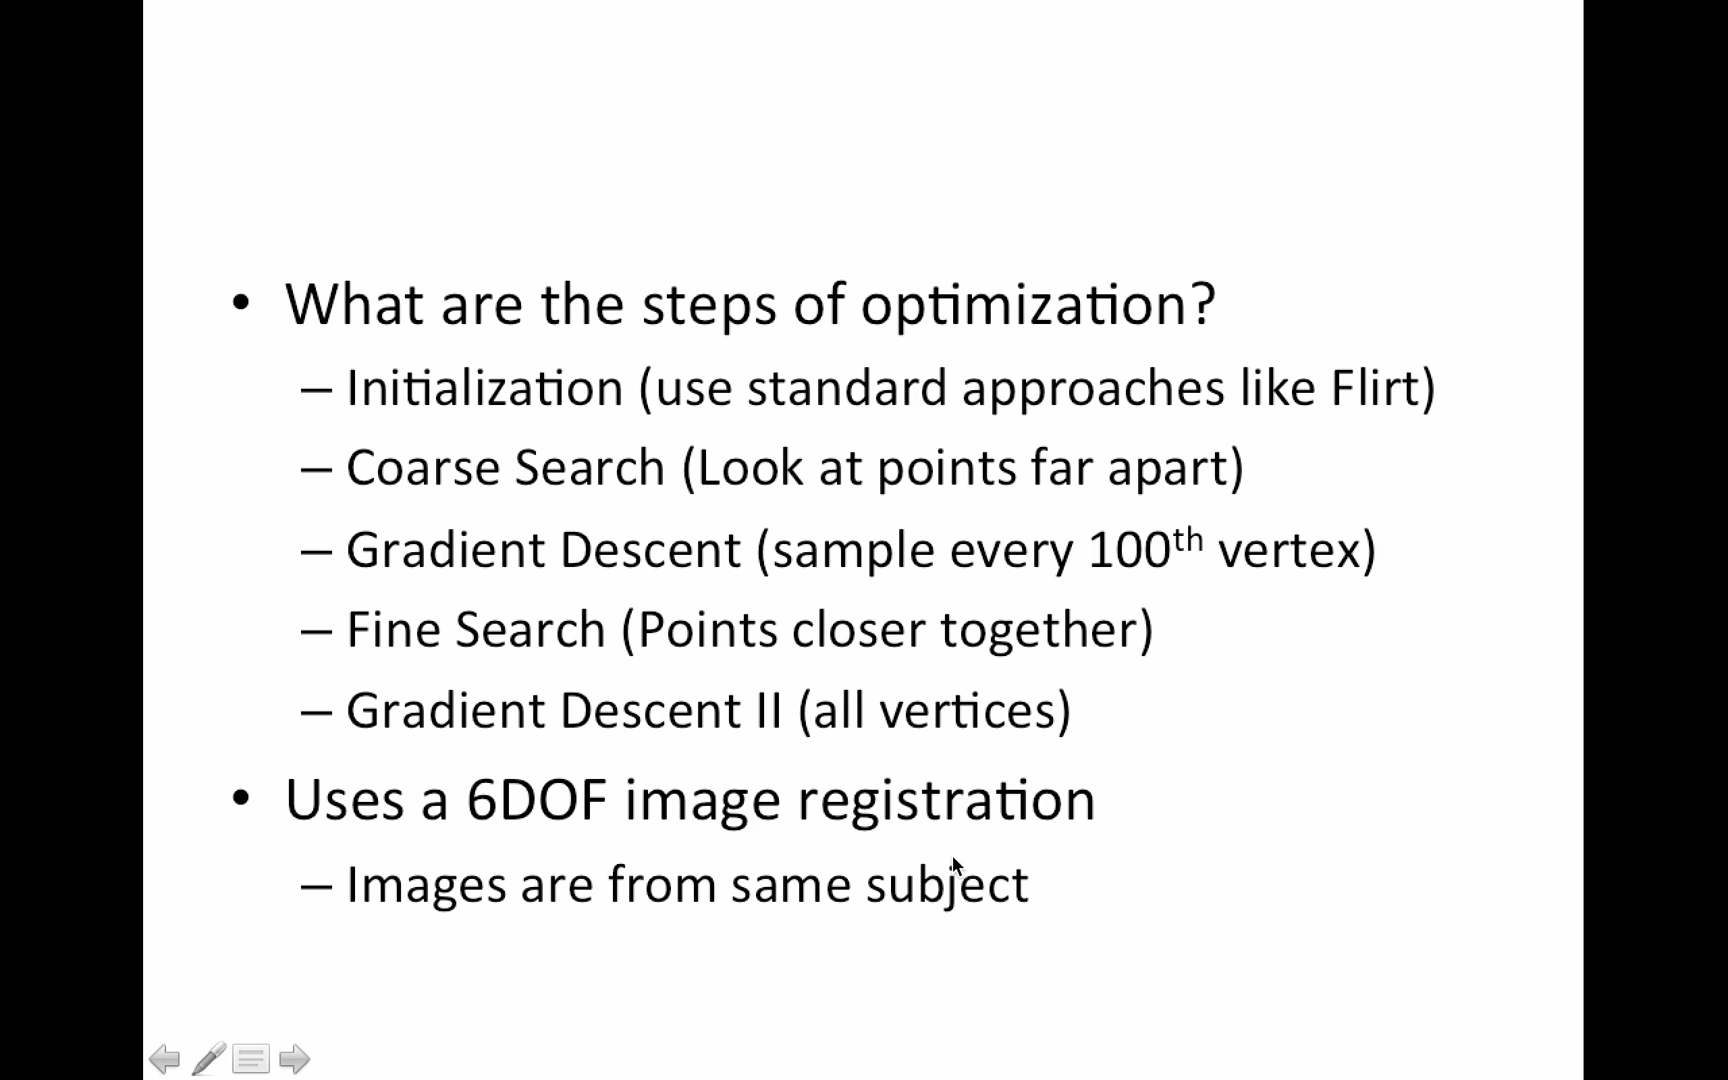 • What are the steps of optimization?
– Initialization (use standard approaches like Flirt)
– Coarse Search (Look at points far apart)
– Gradient Descent (sample every 100th vertex)
– Fine Search (Points closer together)
– Gradient Descent II (all vertices)
• Uses a 6DOF image registration
– Images are from same subject